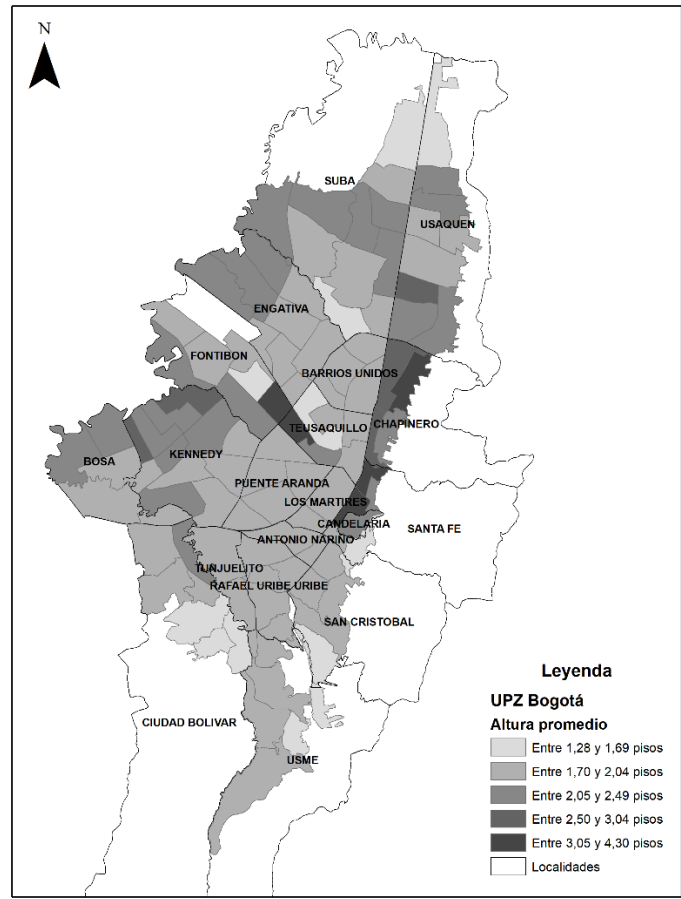 N
SUBA
USAQUEN
ENGATIVA
FONTIBON
BARRIOS UNIDOS
TEUSAQUILLO
CHAPINERO
BOSA
KENNEDY
PUENTE ARANDA
LOS MARTIRES
CANDELARIA
SANTA FE
ANTONIO NARIÑO
TUNJUELITO
RAFAEL URIBE URIBE
SAN CRISTOBAL
CIUDAD BOLIVAR
USME
Leyenda
UPZ Bogotá
Altura promedio
Entre 1,28 y 1,69 pisos
Entre 1,70 y 2,04 pisos
Entre 2,05 y 2,49 pisos
Entre 2,50 y 3,04 pisos
Entre 3,05 y 4,30 pisos
Localidades